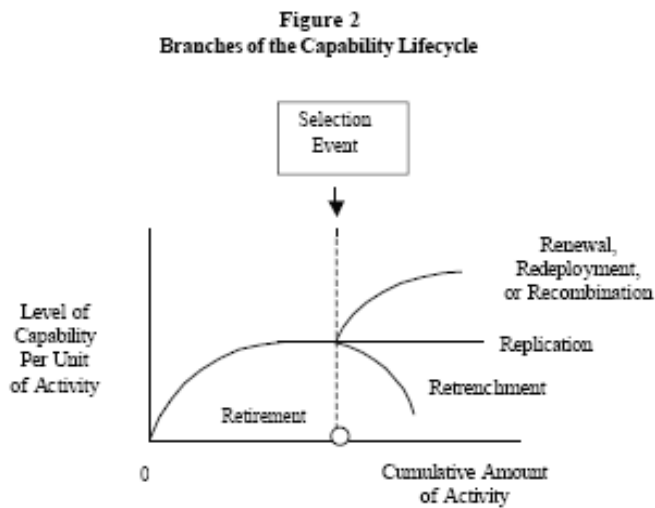 Figure 2
Branches of the Capability Lifecycle
Selection
Event
Renewal,
Redeployment,
or Recombination
Level of
Capability
Per Unit
of Activity
Replication
Retrenchment
Retirement
0
Cumulative Amount
of Activity